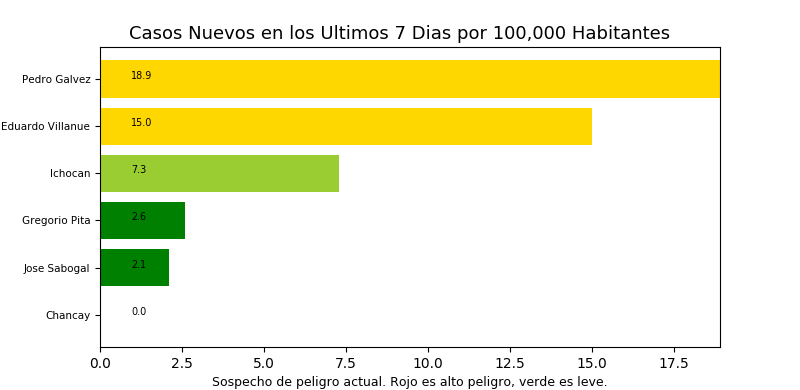 Casos Nuevos en los Ultimos 7 Dias por 100,000 Habitantes
Pedro Galvez 18.9
Eduardo Villanue 15.0
Ichocan 7.3
Gregorio Pita 2.6
Jose Sabogal 2.1
Chancay 0.0
0.0 2.5 5.0 7.5 10.0 12.5 15.0 17.5
Sospecho de peligro actual. Rojo es alto peligro, verde es leve.